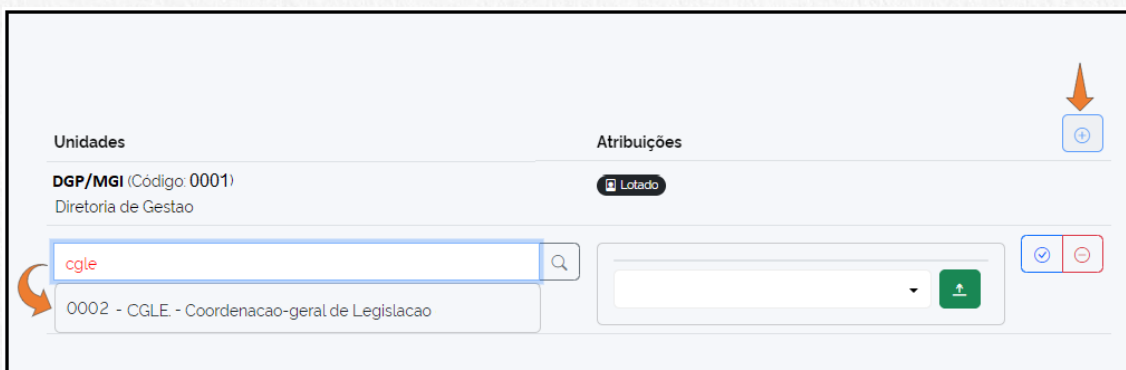 Unidades
Atribuições
DGP/MGI (Código: 0001)
Lotado
Diretoria de Gestao
cgle
0002 - CGLE. - Coordenacao-geral de Legislacao